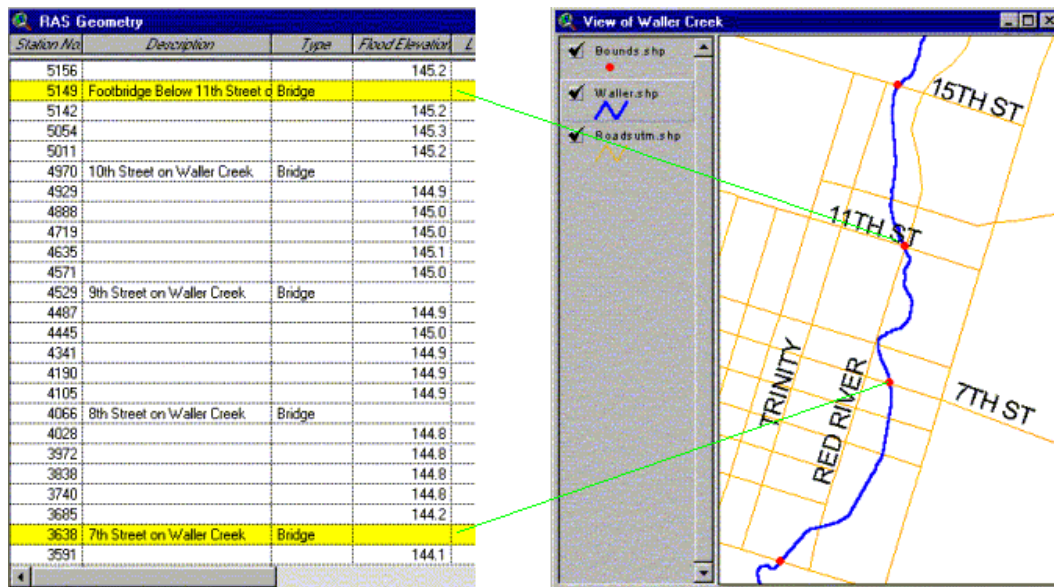 RAS Geometry
Station No. Description Type Flood Elevation L
5156 145.2
5149 Footbridge Below 11th Street c Bridge
5142 145.2
5054 145.3
5011 145.2
4970 10th Street on Waller Creek Bridge
4929 144.9
4888 145.0
4719 145.0
4635 145.1
4571 145.0
4529 9th Street on Waller Creek Bridge
4487 144.9
4445 145.0
4341 144.9
4190 144.9
4105 144.9
4066 8th Street on Waller Creek Bridge
4028 144.8
3972 144.8
3838 144.8
3740 144.8
3685 144.2
3638 7th Street on Waller Creek Bridge
3591 144.1
View of Waller Creek
Bounds.shp
Waller.shp
Roadsutm.shp
15TH ST
11TH ST
TRINITY
RED RIVER
7TH ST